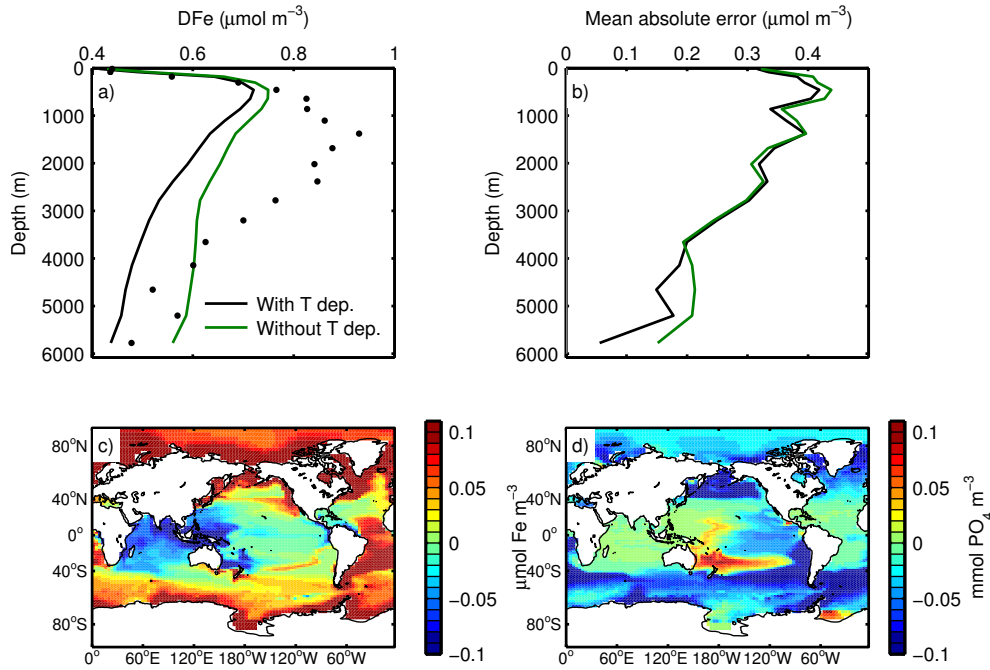 DFe (μmol m⁻³)
0.4 0.6 0.8 1
0
1000
2000
3000
4000
5000
6000
Depth (m)
a)
With T dep.
Without T dep.
Mean absolute error (μmol m⁻³)
0 0.1 0.2 0.3 0.4
0
1000
2000
3000
4000
5000
6000
Depth (m)
b)
c)
80°N
40°N
0°
40°S
80°S
0° 60°E 120°E 180°W 120°W 60°W
0.1
0.05
0
−0.05
−0.1
μmol Fe m⁻³
d)
80°N
40°N
0°
40°S
80°S
0° 60°E 120°E 180°W 120°W 60°W
0.1
0.05
0
−0.05
−0.1
mmol PO₄ m⁻³